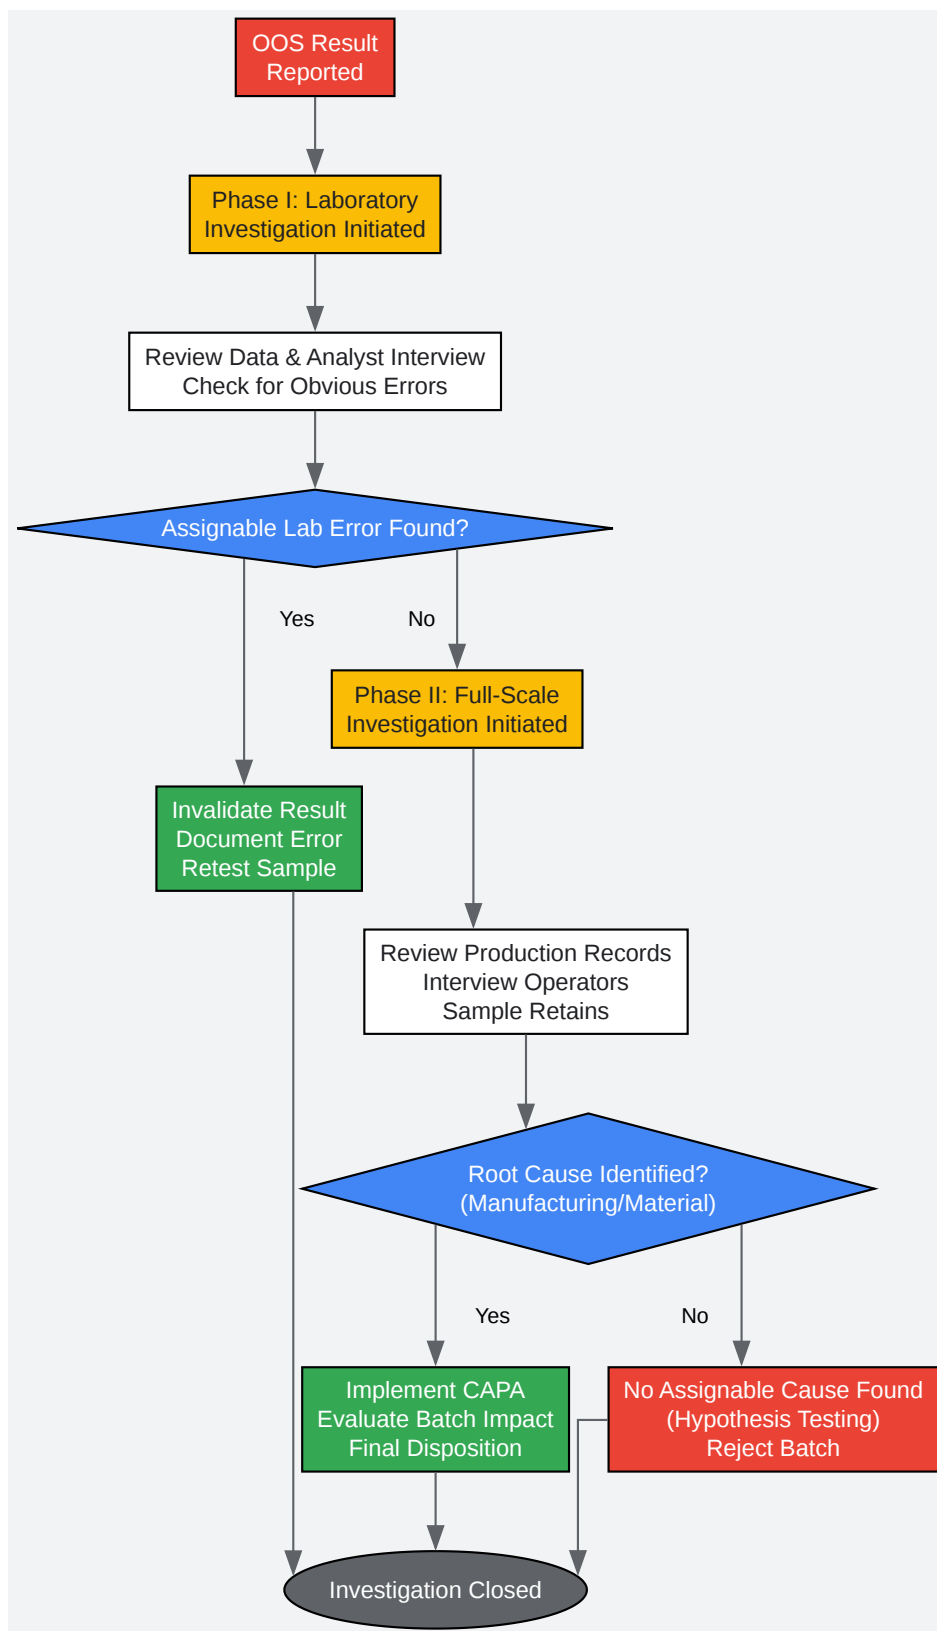 OOS Result
Reported
Phase I: Laboratory
Investigation Initiated
Review Data & Analyst Interview
Check for Obvious Errors
Assignable Lab Error Found?
Yes
No
Phase II: Full-Scale
Investigation Initiated
Invalidate Result
Document Error
Retest Sample
Review Production Records
Interview Operators
Sample Retains
Root Cause Identified?
(Manufacturing/Material)
Yes
No
Implement CAPA
Evaluate Batch Impact
Final Disposition
No Assignable Cause Found
(Hypothesis Testing)
Reject Batch
Investigation Closed